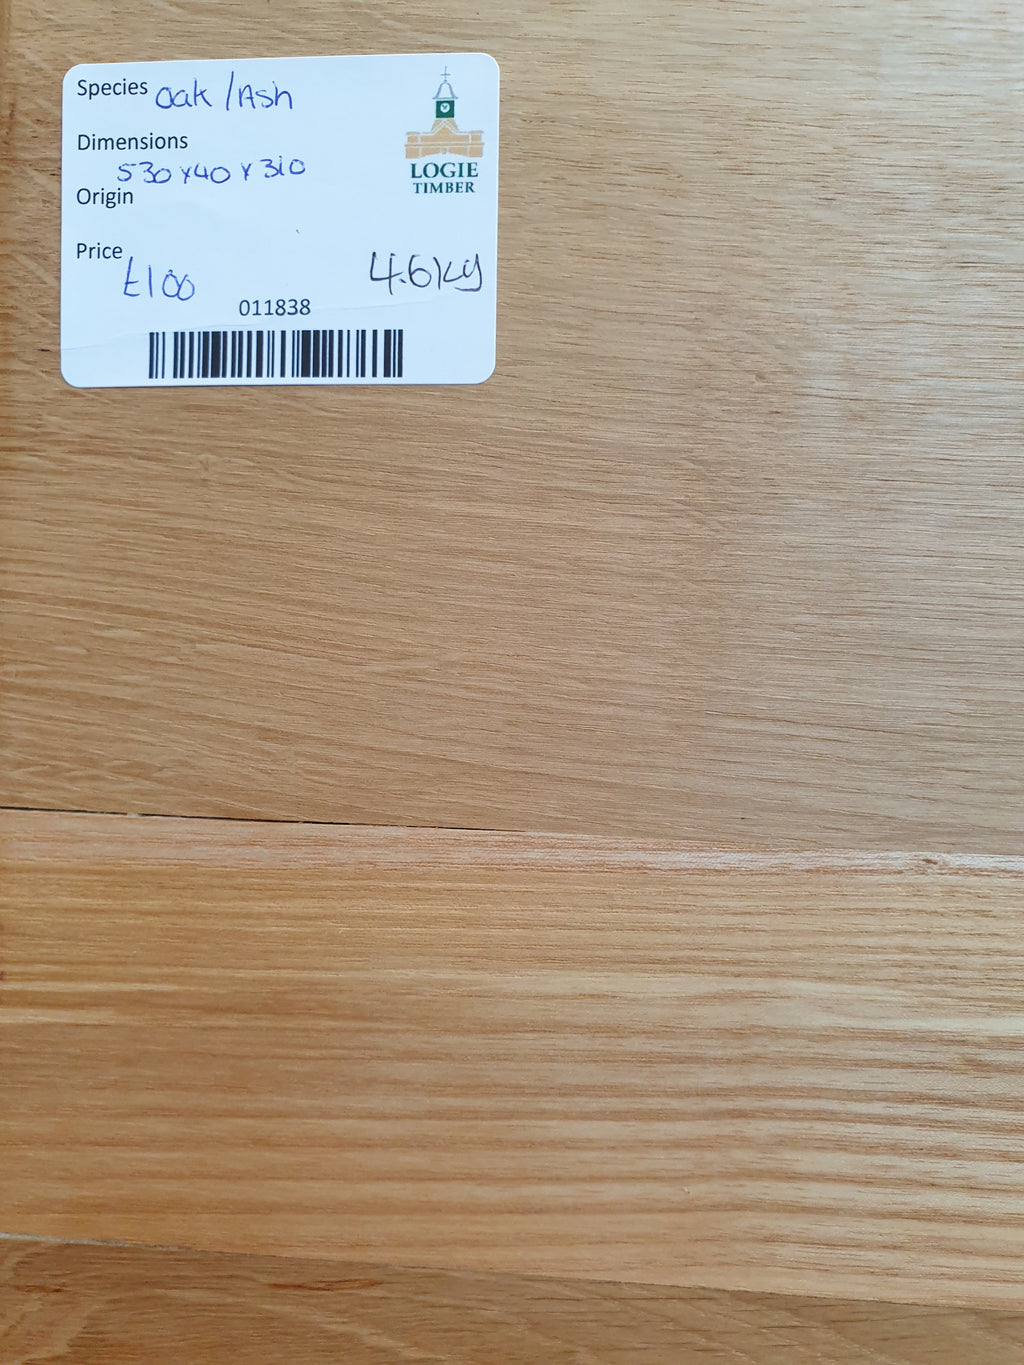 Species Oak / Ash
Dimensions
530 x 40 x 310
Origin
Price
£100
4.6kg
011838
LOGIE
TIMBER